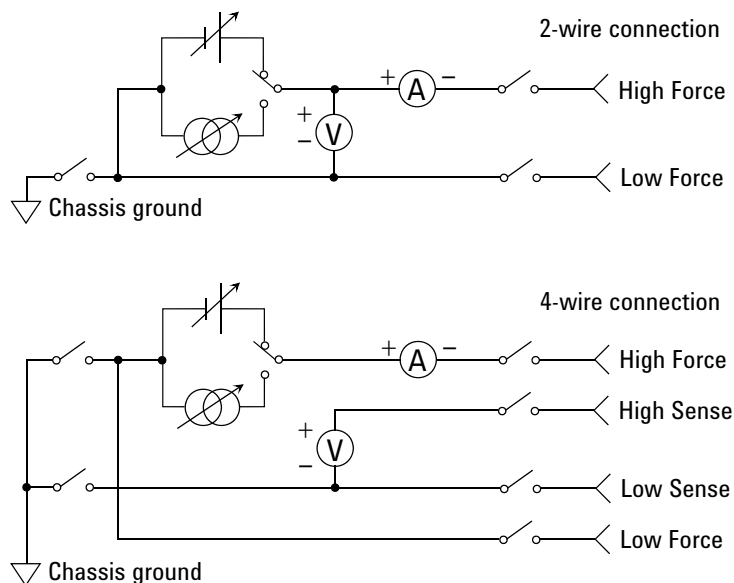 2-wire connection
+ A −
High Force
+
V
−
Low Force
Chassis ground
4-wire connection
+ A −
High Force
High Sense
+
V
−
Low Sense
Low Force
Chassis ground